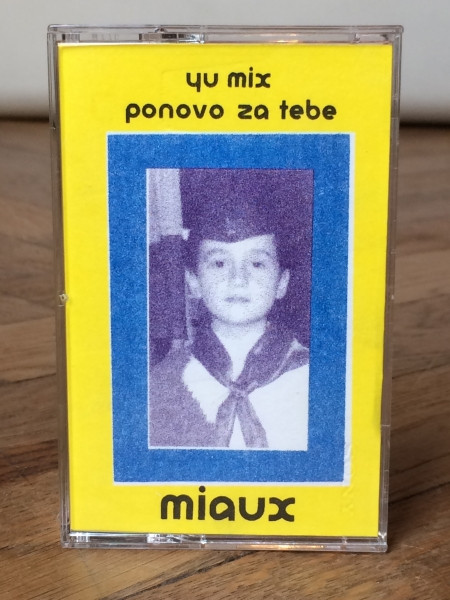 yu mix
ponovo za tebe
miaux